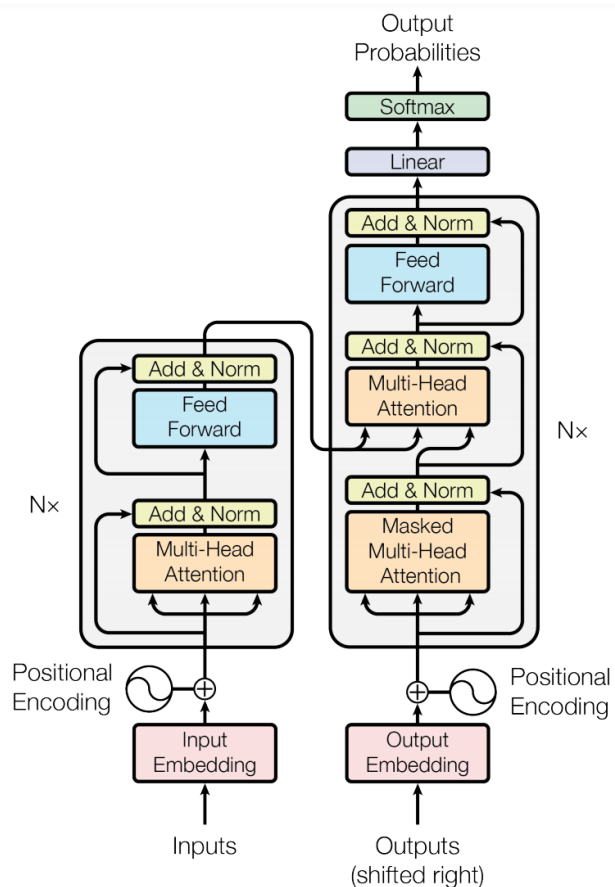 Output
Probabilities
Softmax
Linear
Add & Norm
Feed
Forward
Add & Norm
Multi-Head
Attention
Add & Norm
Masked
Multi-Head
Attention
Nx
Add & Norm
Feed
Forward
Add & Norm
Multi-Head
Attention
Nx
Positional
Encoding
Positional
Encoding
Input
Embedding
Output
Embedding
Inputs
Outputs
(shifted right)